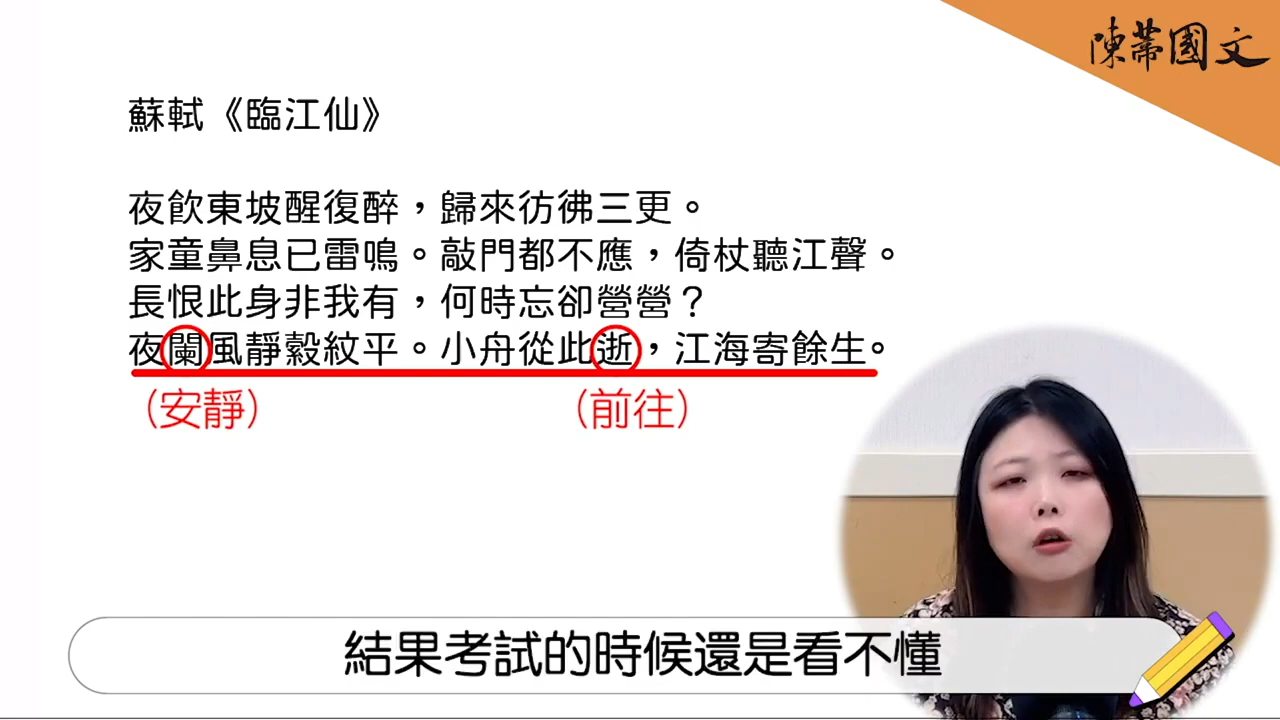 陳蒂國文
蘇軾《臨江仙》
夜飲東坡醒復醉，歸來彷彿三更。
家童鼻息已雷鳴。敲門都不應，倚杖聽江聲。
長恨此身非我有，何時忘卻營營？
夜闌風靜縠紋平。小舟從此逝，江海寄餘生。
（安靜） （前往）
結果考試的時候還是看不懂